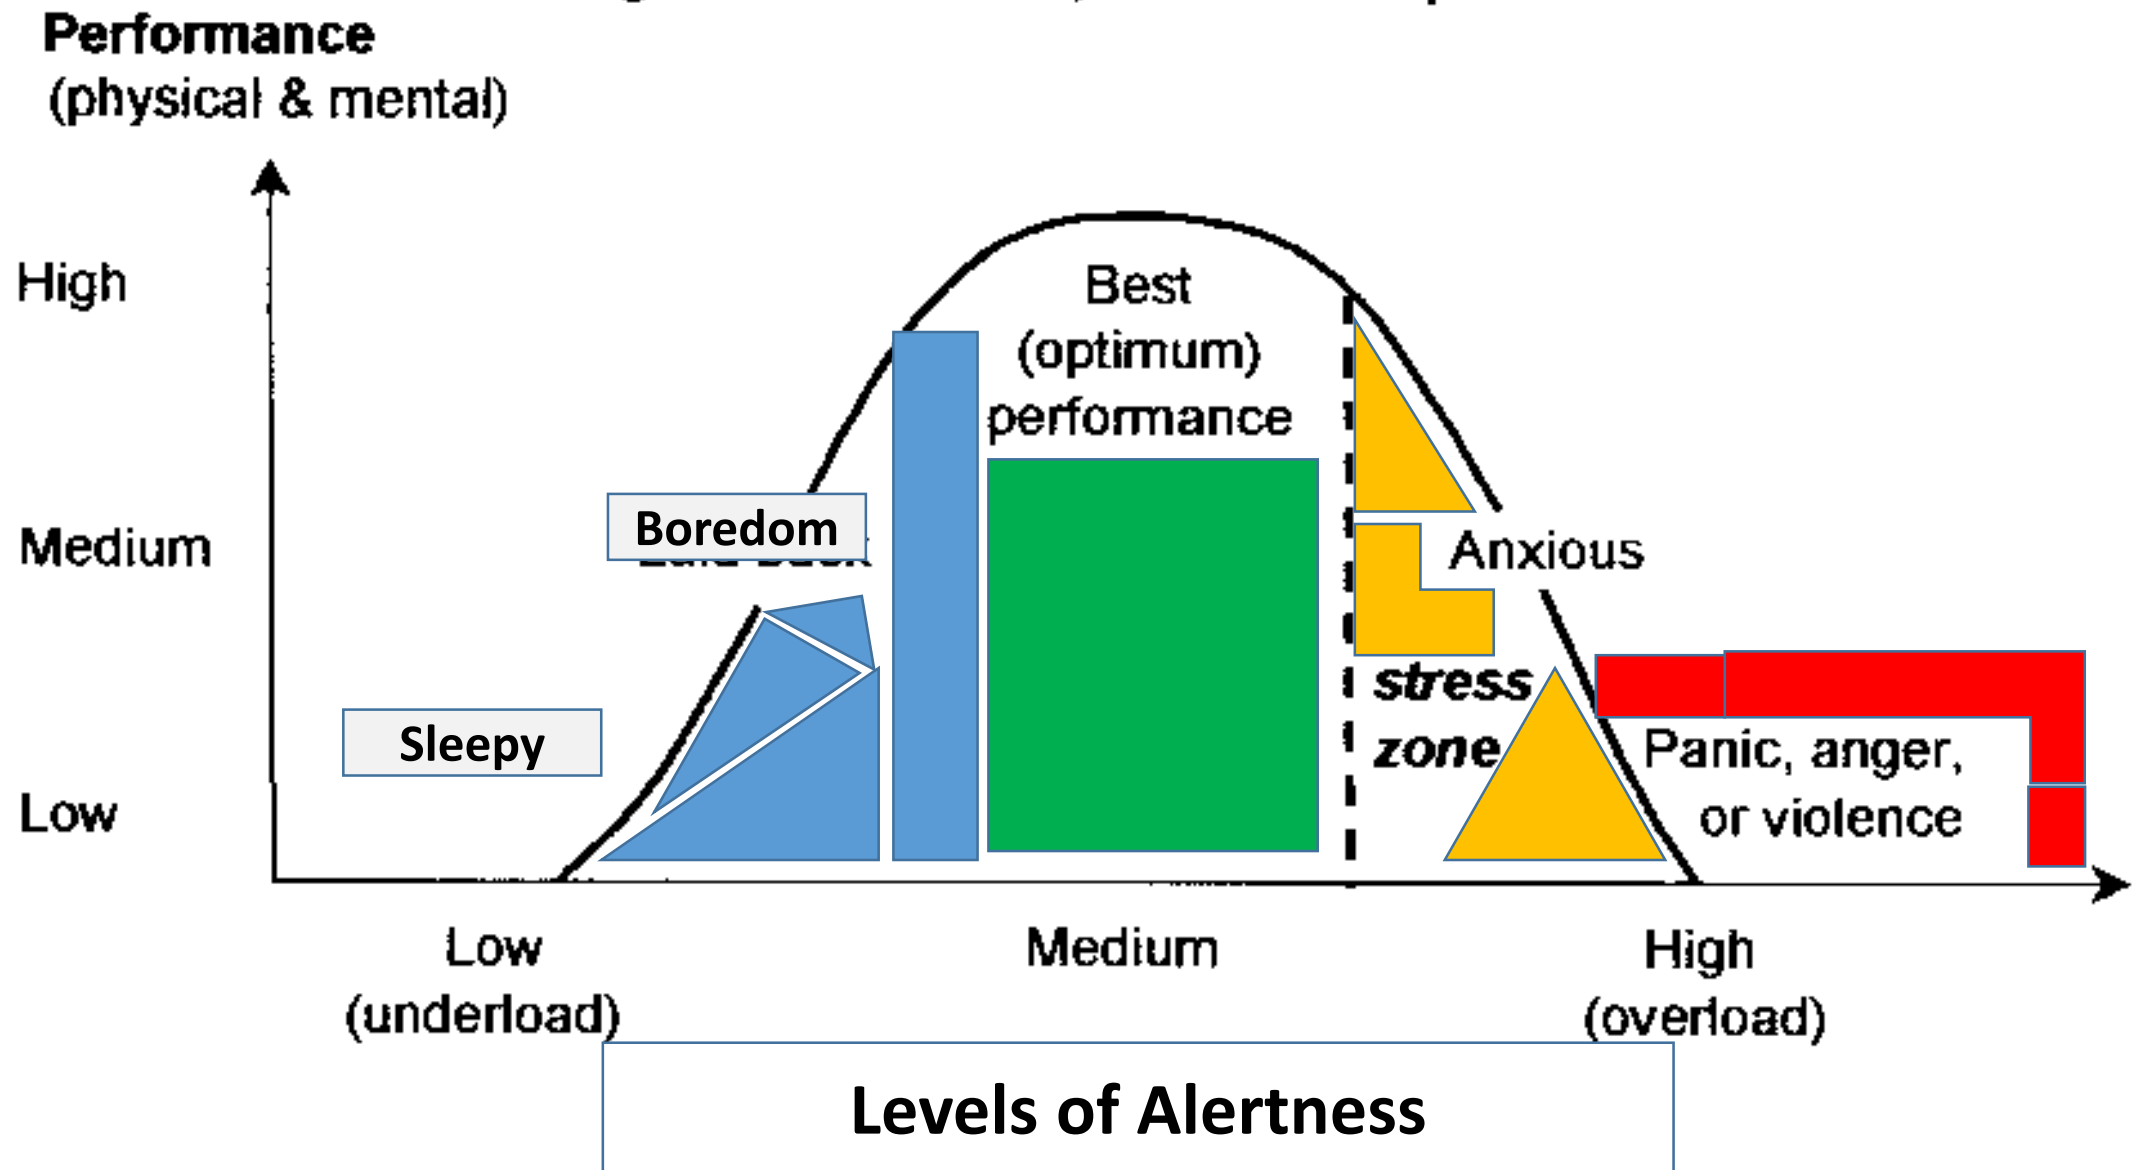 Performance
(physical & mental)
High
Best
(optimum)
performance
Boredom
Medium
Anxious
stress
zone
Sleepy
Panic, anger,
or violence
Low
Low
(underload)
Medium
High
(overload)
Levels of Alertness